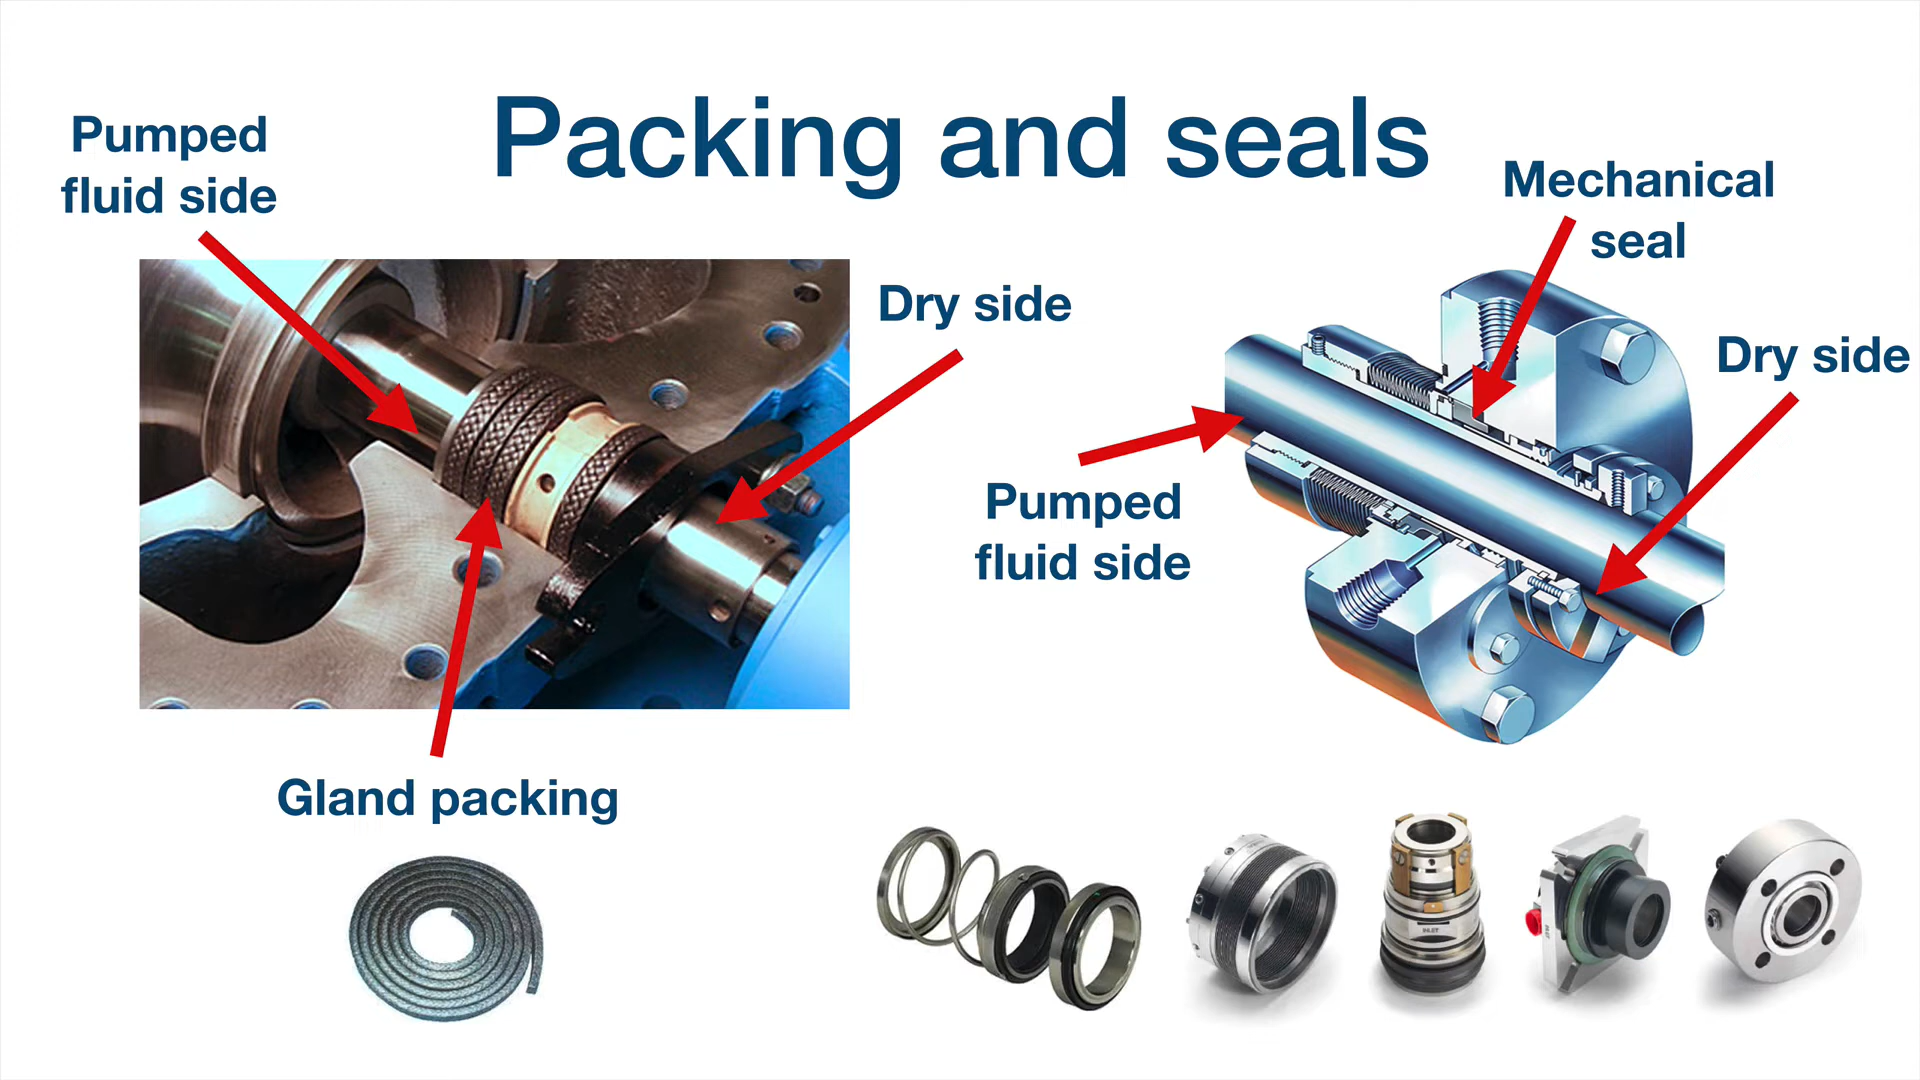 Packing and seals
Pumped
fluid side
Dry side
Gland packing
Mechanical
seal
Dry side
Pumped
fluid side